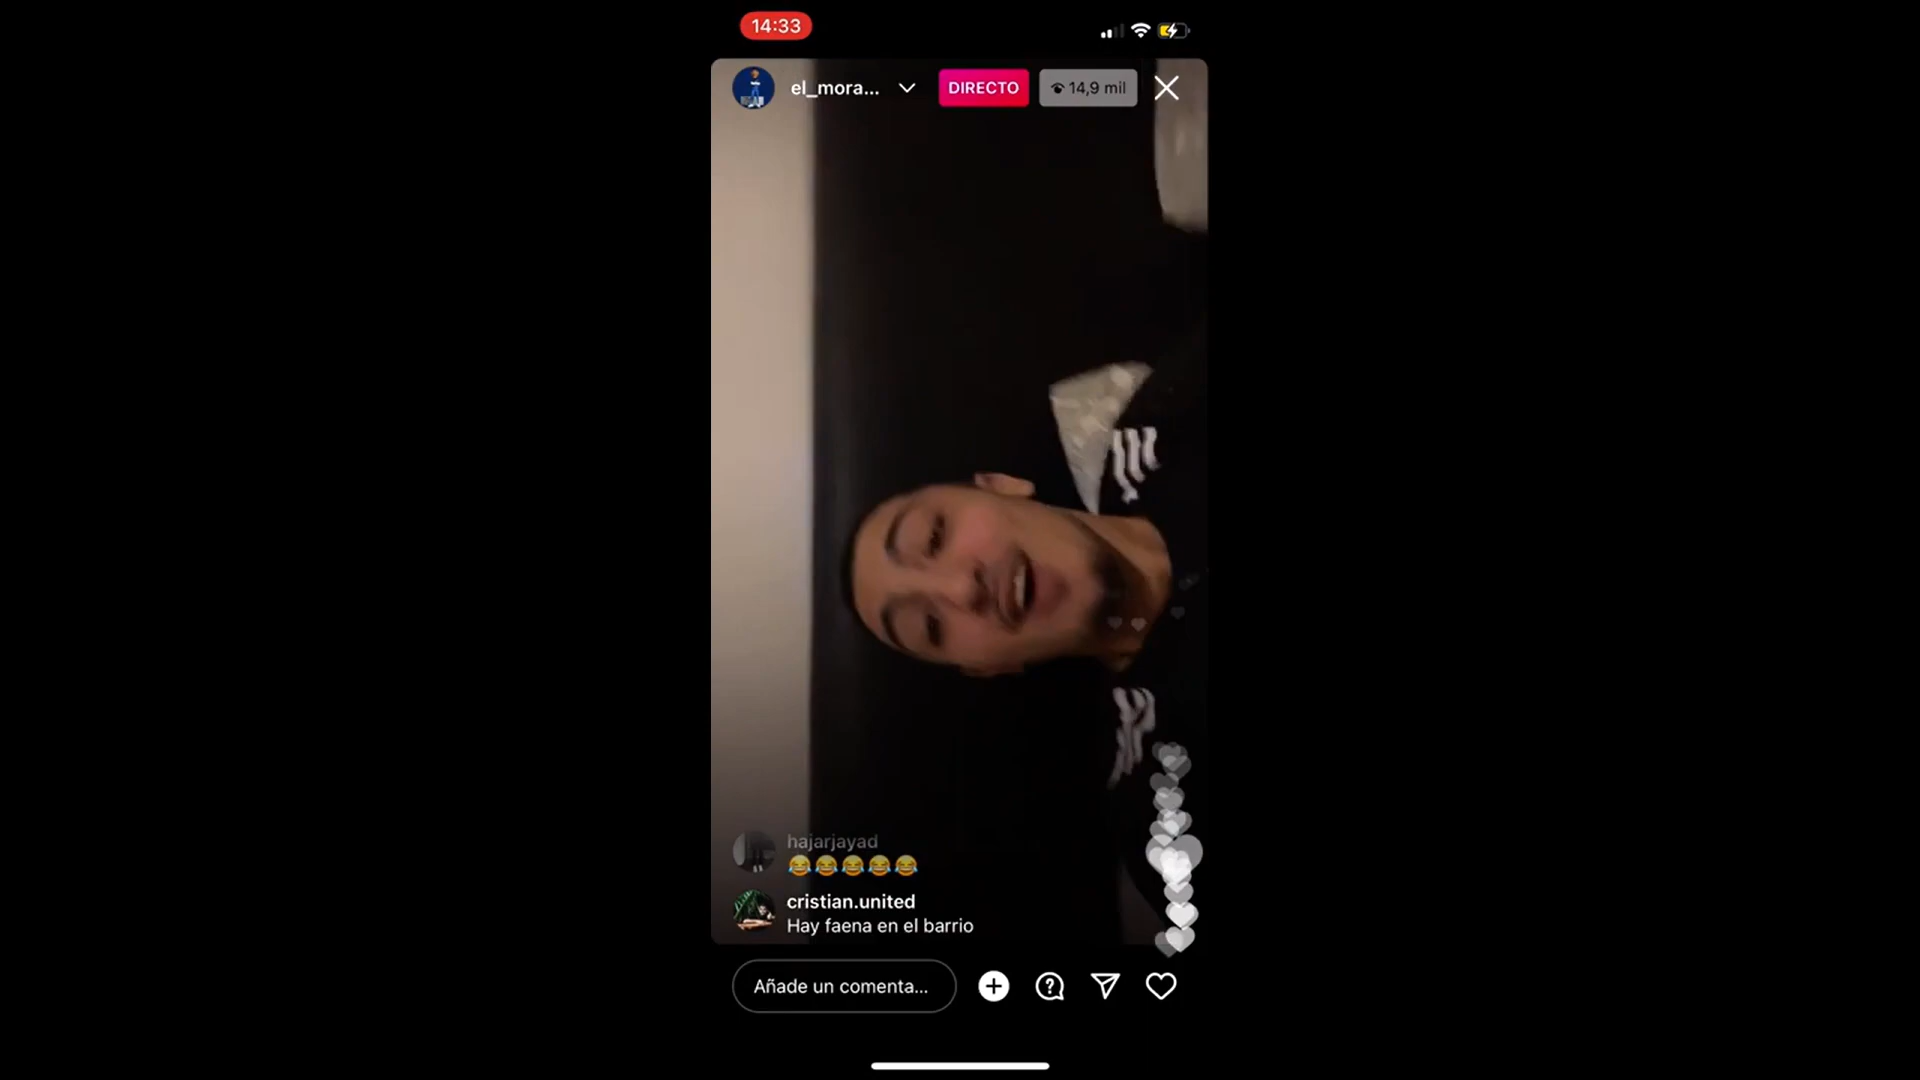 14:33
el_mora...
DIRECTO
14,9 mil
hajarjayad
😂😂😂😂😂
cristian.united
Hay faena en el barrio
Añade un comenta...